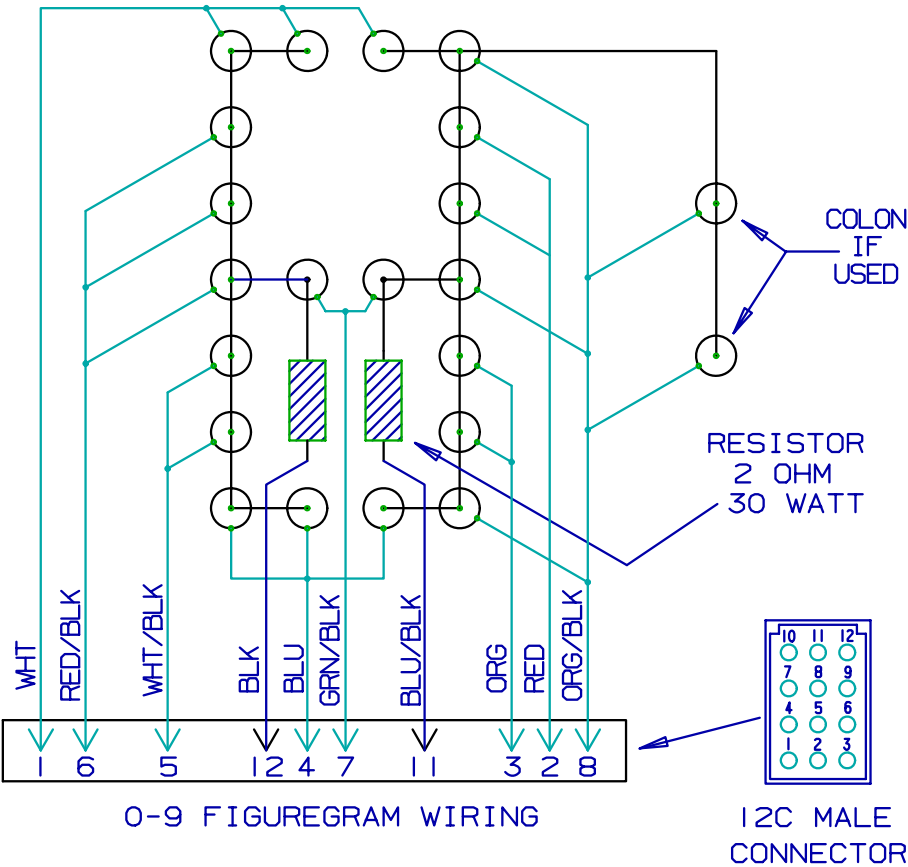 COLON
IF
USED
RESISTOR
2 OHM
30 WATT
WHT
RED/BLK
WHT/BLK
BLK
BLU
GRN/BLK
BLU/BLK
ORG
RED
ORG/BLK
10 11 12
7 8 9
4 5 6
1 2 3
1 6 5 12 4 7 11 3 2 8
0-9 FIGUREGRAM WIRING
12C MALE
CONNECTOR